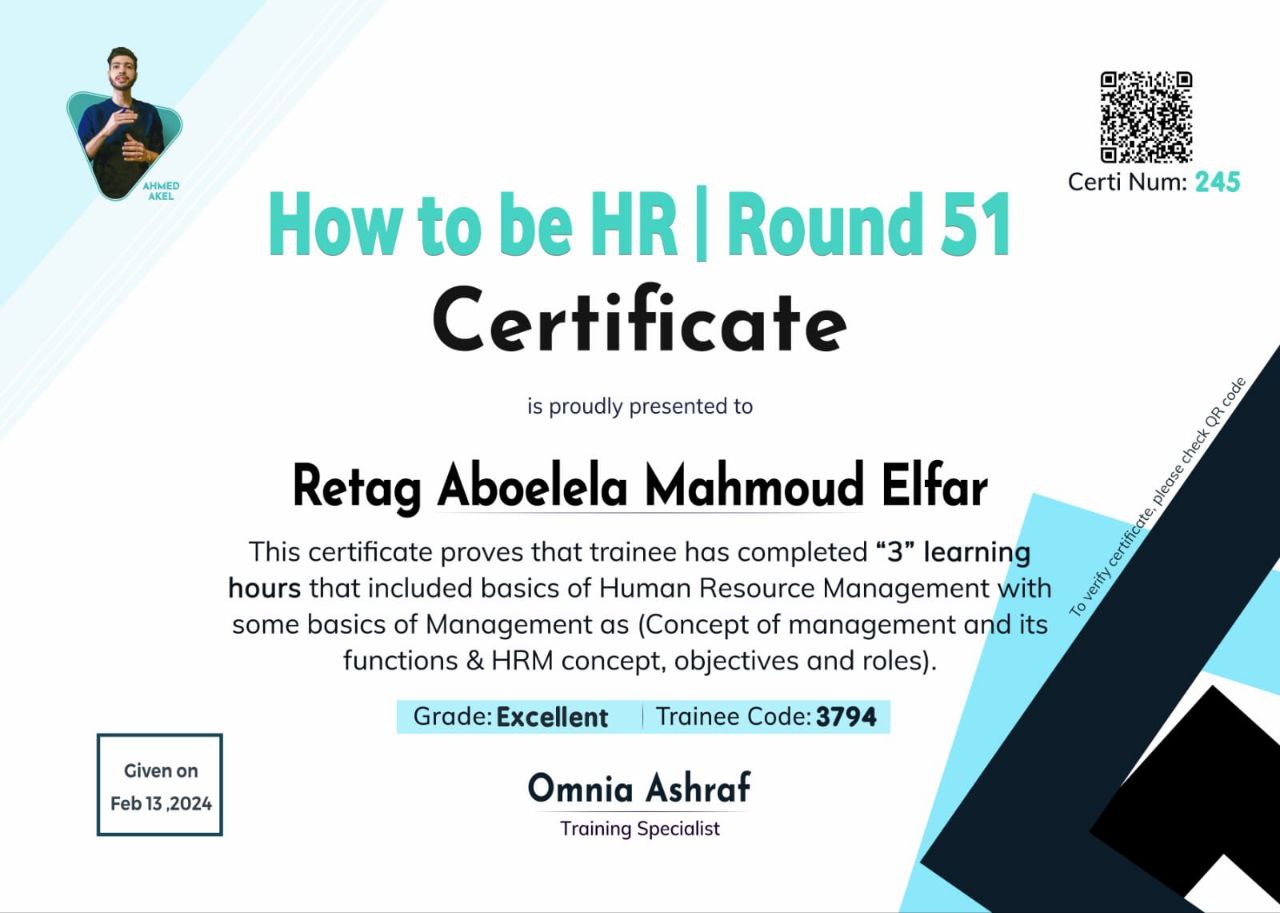 AHMED
AKEL
Certi Num: 245
How to be HR | Round 51
Certificate
is proudly presented to
Retag Aboelela Mahmoud Elfar
This certificate proves that trainee has completed “3” learning
hours that included basics of Human Resource Management with
some basics of Management as (Concept of management and its
functions & HRM concept, objectives and roles).
Grade: Excellent | Trainee Code: 3794
Given on
Feb 13 ,2024
Omnia Ashraf
Training Specialist
To verify certificate, please check QR code